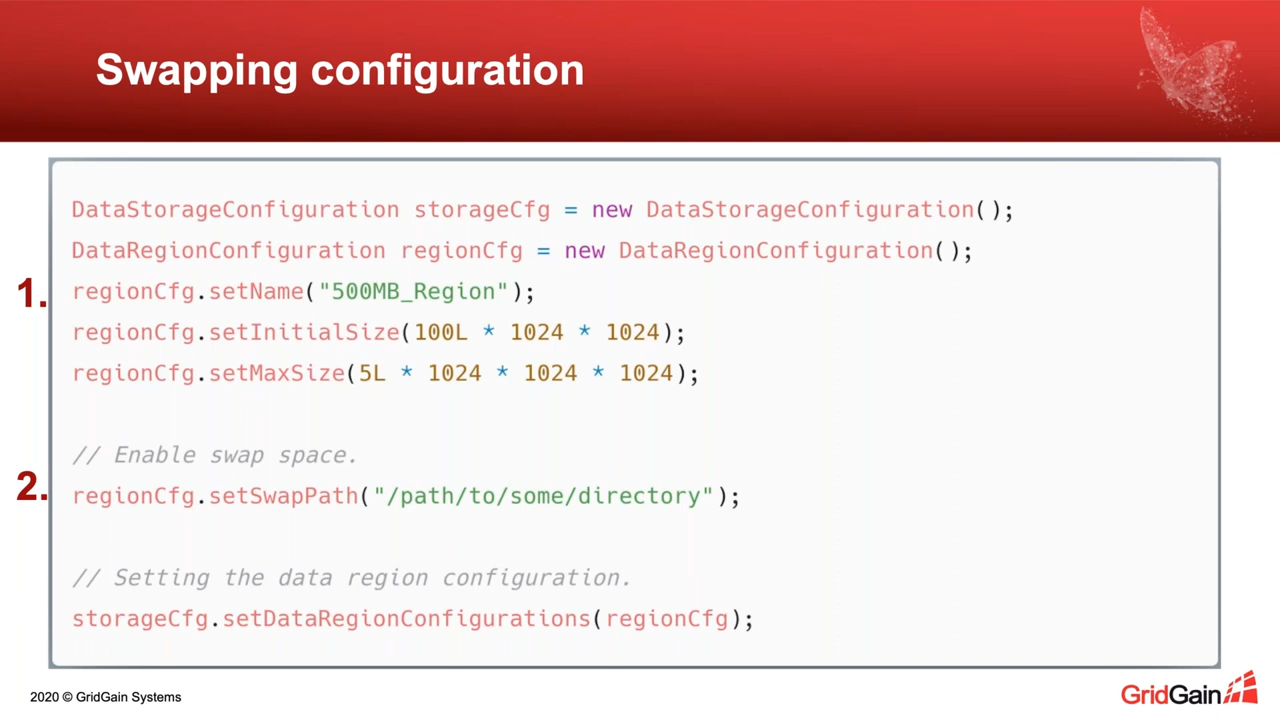 Swapping configuration
DataStorageConfiguration storageCfg = new DataStorageConfiguration();
DataRegionConfiguration regionCfg = new DataRegionConfiguration();
1. regionCfg.setName("500MB_Region");
regionCfg.setInitialSize(100L * 1024 * 1024);
regionCfg.setMaxSize(5L * 1024 * 1024 * 1024);
// Enable swap space.
2. regionCfg.setSwapPath("/path/to/some/directory");
// Setting the data region configuration.
storageCfg.setDataRegionConfigurations(regionCfg);
2020 © GridGain Systems
GridGain